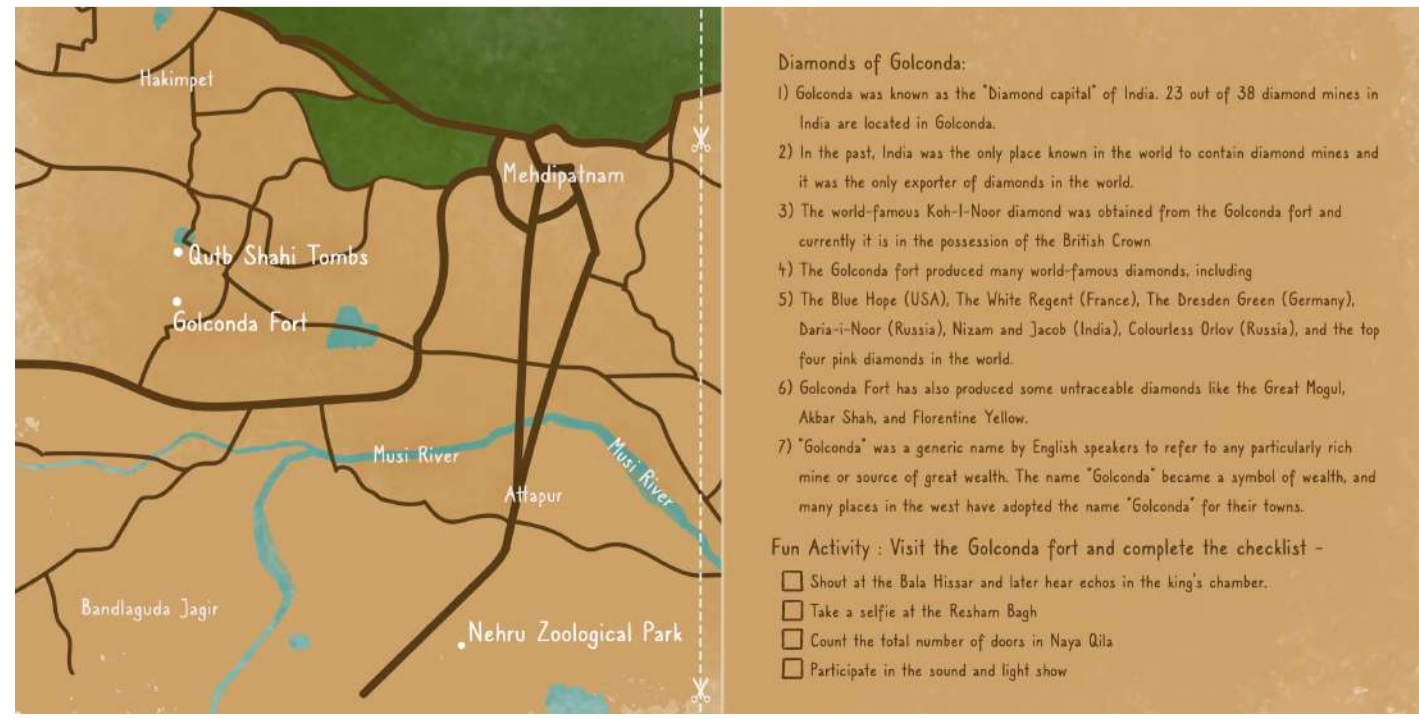 Hakimpet
Mehdipatnam
Qutb Shahi Tombs
Golconda Fort
Musi River
Musi River
Attapur
Bandlaguda Jagir
Nehru Zoological Park
Diamonds of Golconda:
1) Golconda was known as the "Diamond capital" of India. 23 out of 38 diamond mines in
India are located in Golconda.
2) In the past, India was the only place known in the world to contain diamond mines and
it was the only exporter of diamonds in the world.
3) The world-famous Koh-I-Noor diamond was obtained from the Golconda fort and
currently it is in the possession of the British Crown
4) The Golconda fort produced many world-famous diamonds, including
5) The Blue Hope (USA), The White Regent (France), The Dresden Green (Germany),
Daria-i-Noor (Russia), Nizam and Jacob (India), Colourless Orlov (Russia), and the top
four pink diamonds in the world.
6) Golconda Fort has also produced some untraceable diamonds like the Great Mogul,
Akbar Shah, and Florentine Yellow.
7) "Golconda" was a generic name by English speakers to refer to any particularly rich
mine or source of great wealth. The name "Golconda" became a symbol of wealth, and
many places in the west have adopted the name "Golconda" for their towns.
Fun Activity : Visit the Golconda fort and complete the checklist -
Shout at the Bala Hissar and later hear echos in the king's chamber.
Take a selfie at the Resham Bagh
Count the total number of doors in Naya Qila
Participate in the sound and light show